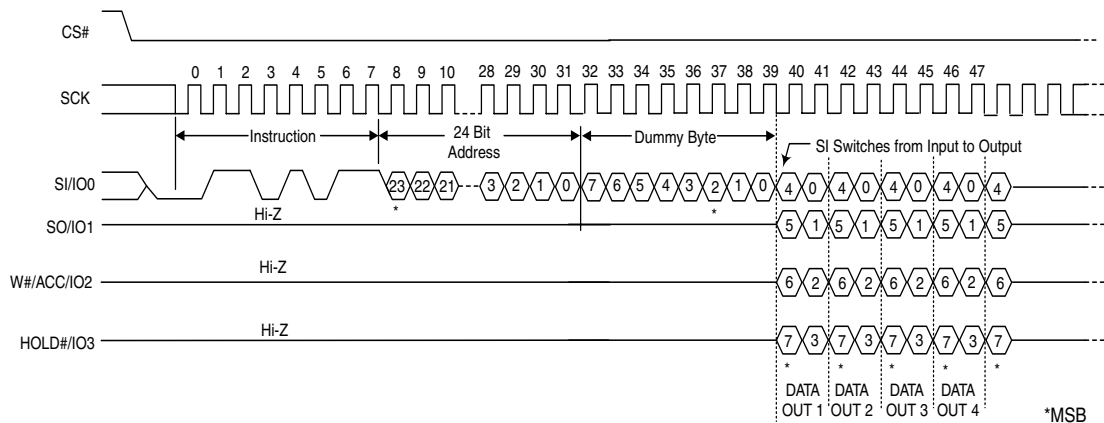 CS#
0 1 2 3 4 5 6 7 8 9 10 28 29 30 31 32 33 34 35 36 37 38 39 40 41 42 43 44 45 46 47
SCK
Instruction
24 Bit
Address
Dummy Byte
SI Switches from Input to Output
SI/IO0
23 22 21 3 2 1 0 7 6 5 4 3 2 1 0 4 0 4 0 4 0 4 0 4
* *
Hi-Z
SO/IO1
5 1 5 1 5 1 5 1 5
Hi-Z
W#/ACC/IO2
6 2 6 2 6 2 6 2 6
Hi-Z
HOLD#/IO3
7 3 7 3 7 3 7 3 7
* * * * *
DATA
OUT 1
DATA
OUT 2
DATA
OUT 3
DATA
OUT 4
*MSB